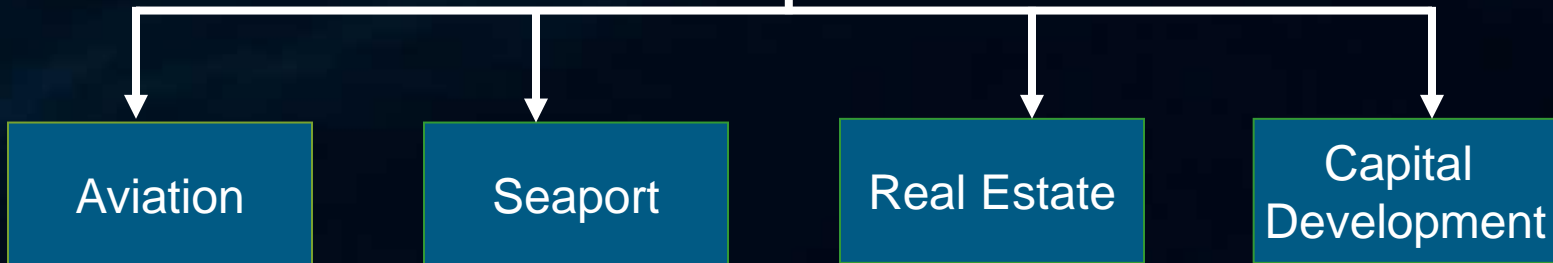 Aviation
Seaport
Real Estate
Capital
Development